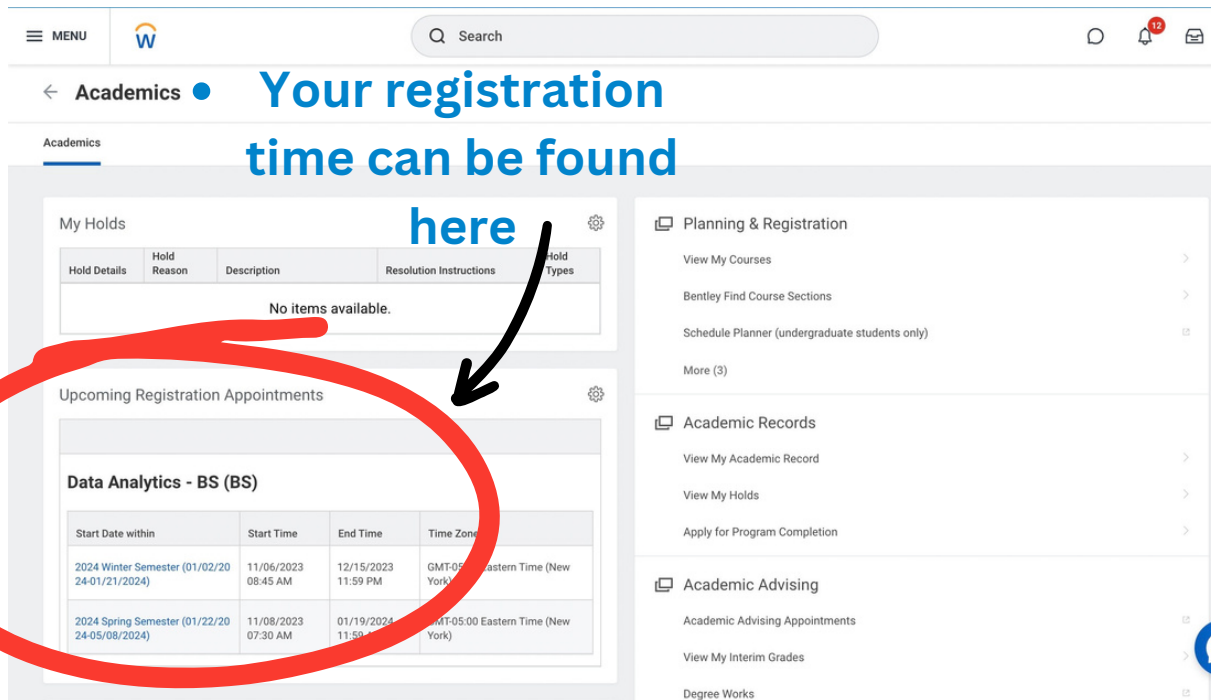 MENU
Search
12
Academics
Your registration
time can be found
here
Academics
My Holds
Hold Details
Hold
Reason
Description
Resolution Instructions
Hold
Types
No items available.
Upcoming Registration Appointments
Data Analytics - BS (BS)
Start Date within
Start Time
End Time
Time Zone
2024 Winter Semester (01/02/20
24-01/21/2024)
11/06/2023
08:45 AM
12/15/2023
11:59 PM
Eastern Time (New
York)
2024 Spring Semester (01/22/20
24-05/08/2024)
11/08/2023
07:30 AM
01/19/2024
11:59
GMT-05:00 Eastern Time (New
York)
Planning & Registration
View My Courses
Bentley Find Course Sections
Schedule Planner (undergraduate students only)
More (3)
Academic Records
View My Academic Record
View My Holds
Apply for Program Completion
Academic Advising
Academic Advising Appointments
View My Interim Grades
Degree Works